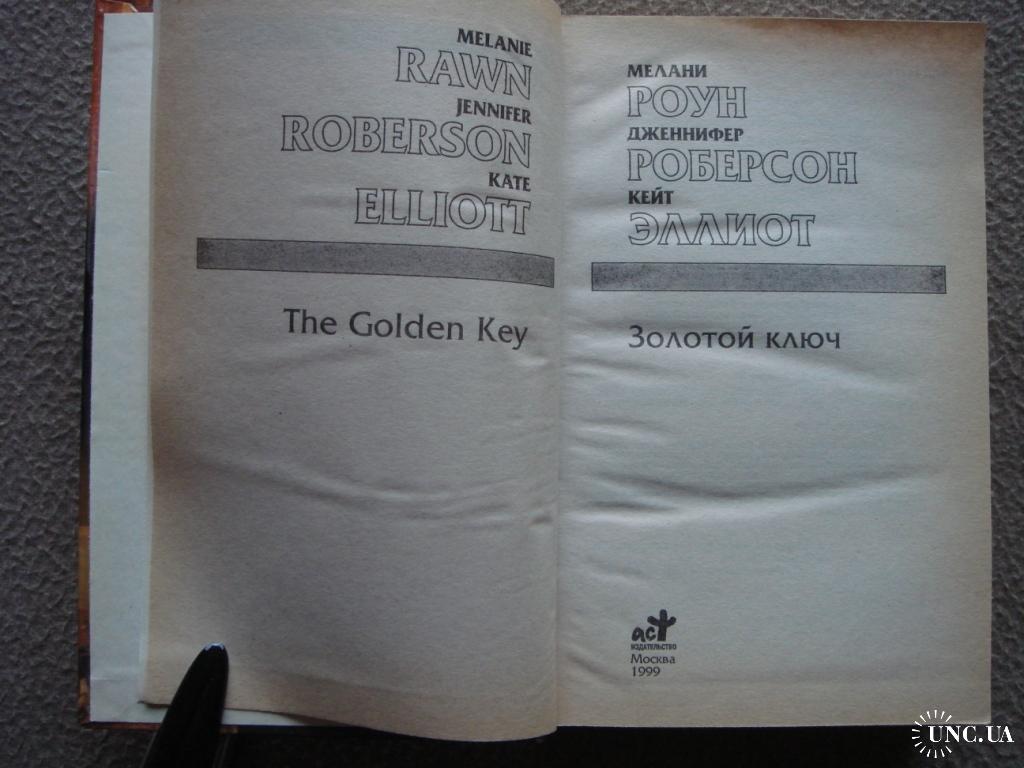 MELANIE
RAWN
JENNIFER
ROBERSON
KATE
ELLIOTT
The Golden Key
МЕЛАНИ
РОУН
ДЖЕННИФЕР
РОБЕРСОН
КЕЙТ
ЭЛЛИОТ
Золотой ключ
аст
ИЗДАТЕЛЬСТВО
Москва
1999
UNC.UA